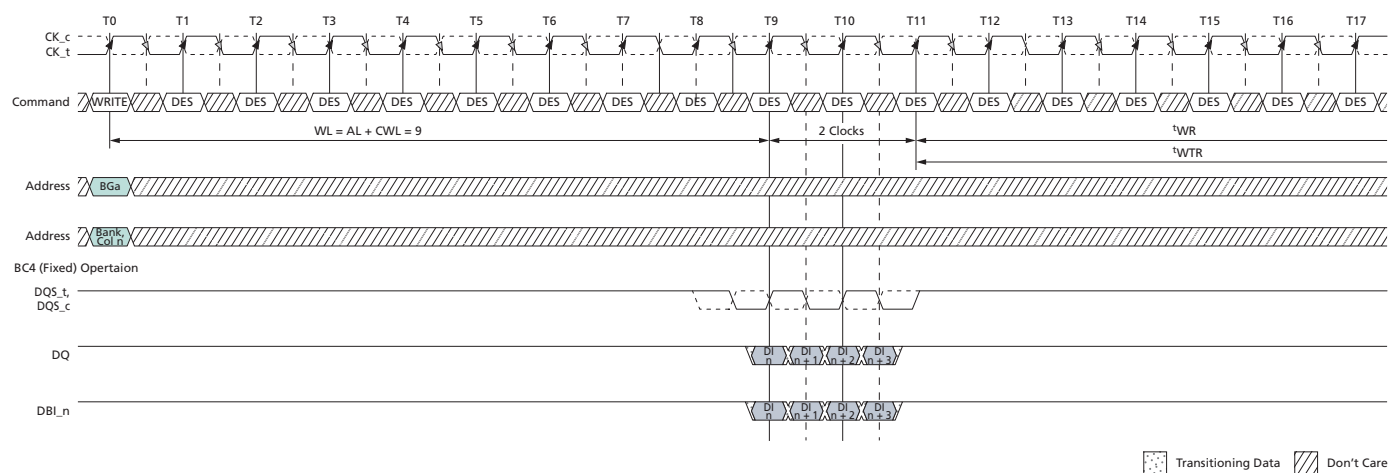 T0 T1 T2 T3 T4 T5 T6 T7 T8 T9 T10 T11 T12 T13 T14 T15 T16 T17
CK_c
CK_t
Command WRITE DES DES DES DES DES DES DES DES DES DES DES DES DES DES DES DES DES
WL = AL + CWL = 9 2 Clocks tWR
tWTR
Address BGa
Address Bank, Col n
BC4 (Fixed) Opertaion
DQS_t,
DQS_c
DQ DI n DI n + 1 DI n + 2 DI n + 3
DBI_n DI n DI n + 1 DI n + 2 DI n + 3
Transitioning Data Don't Care